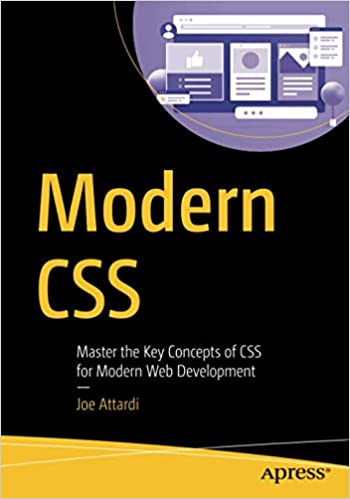 Modern
CSS
Master the Key Concepts of CSS
for Modern Web Development
—
Joe Attardi
Apress®